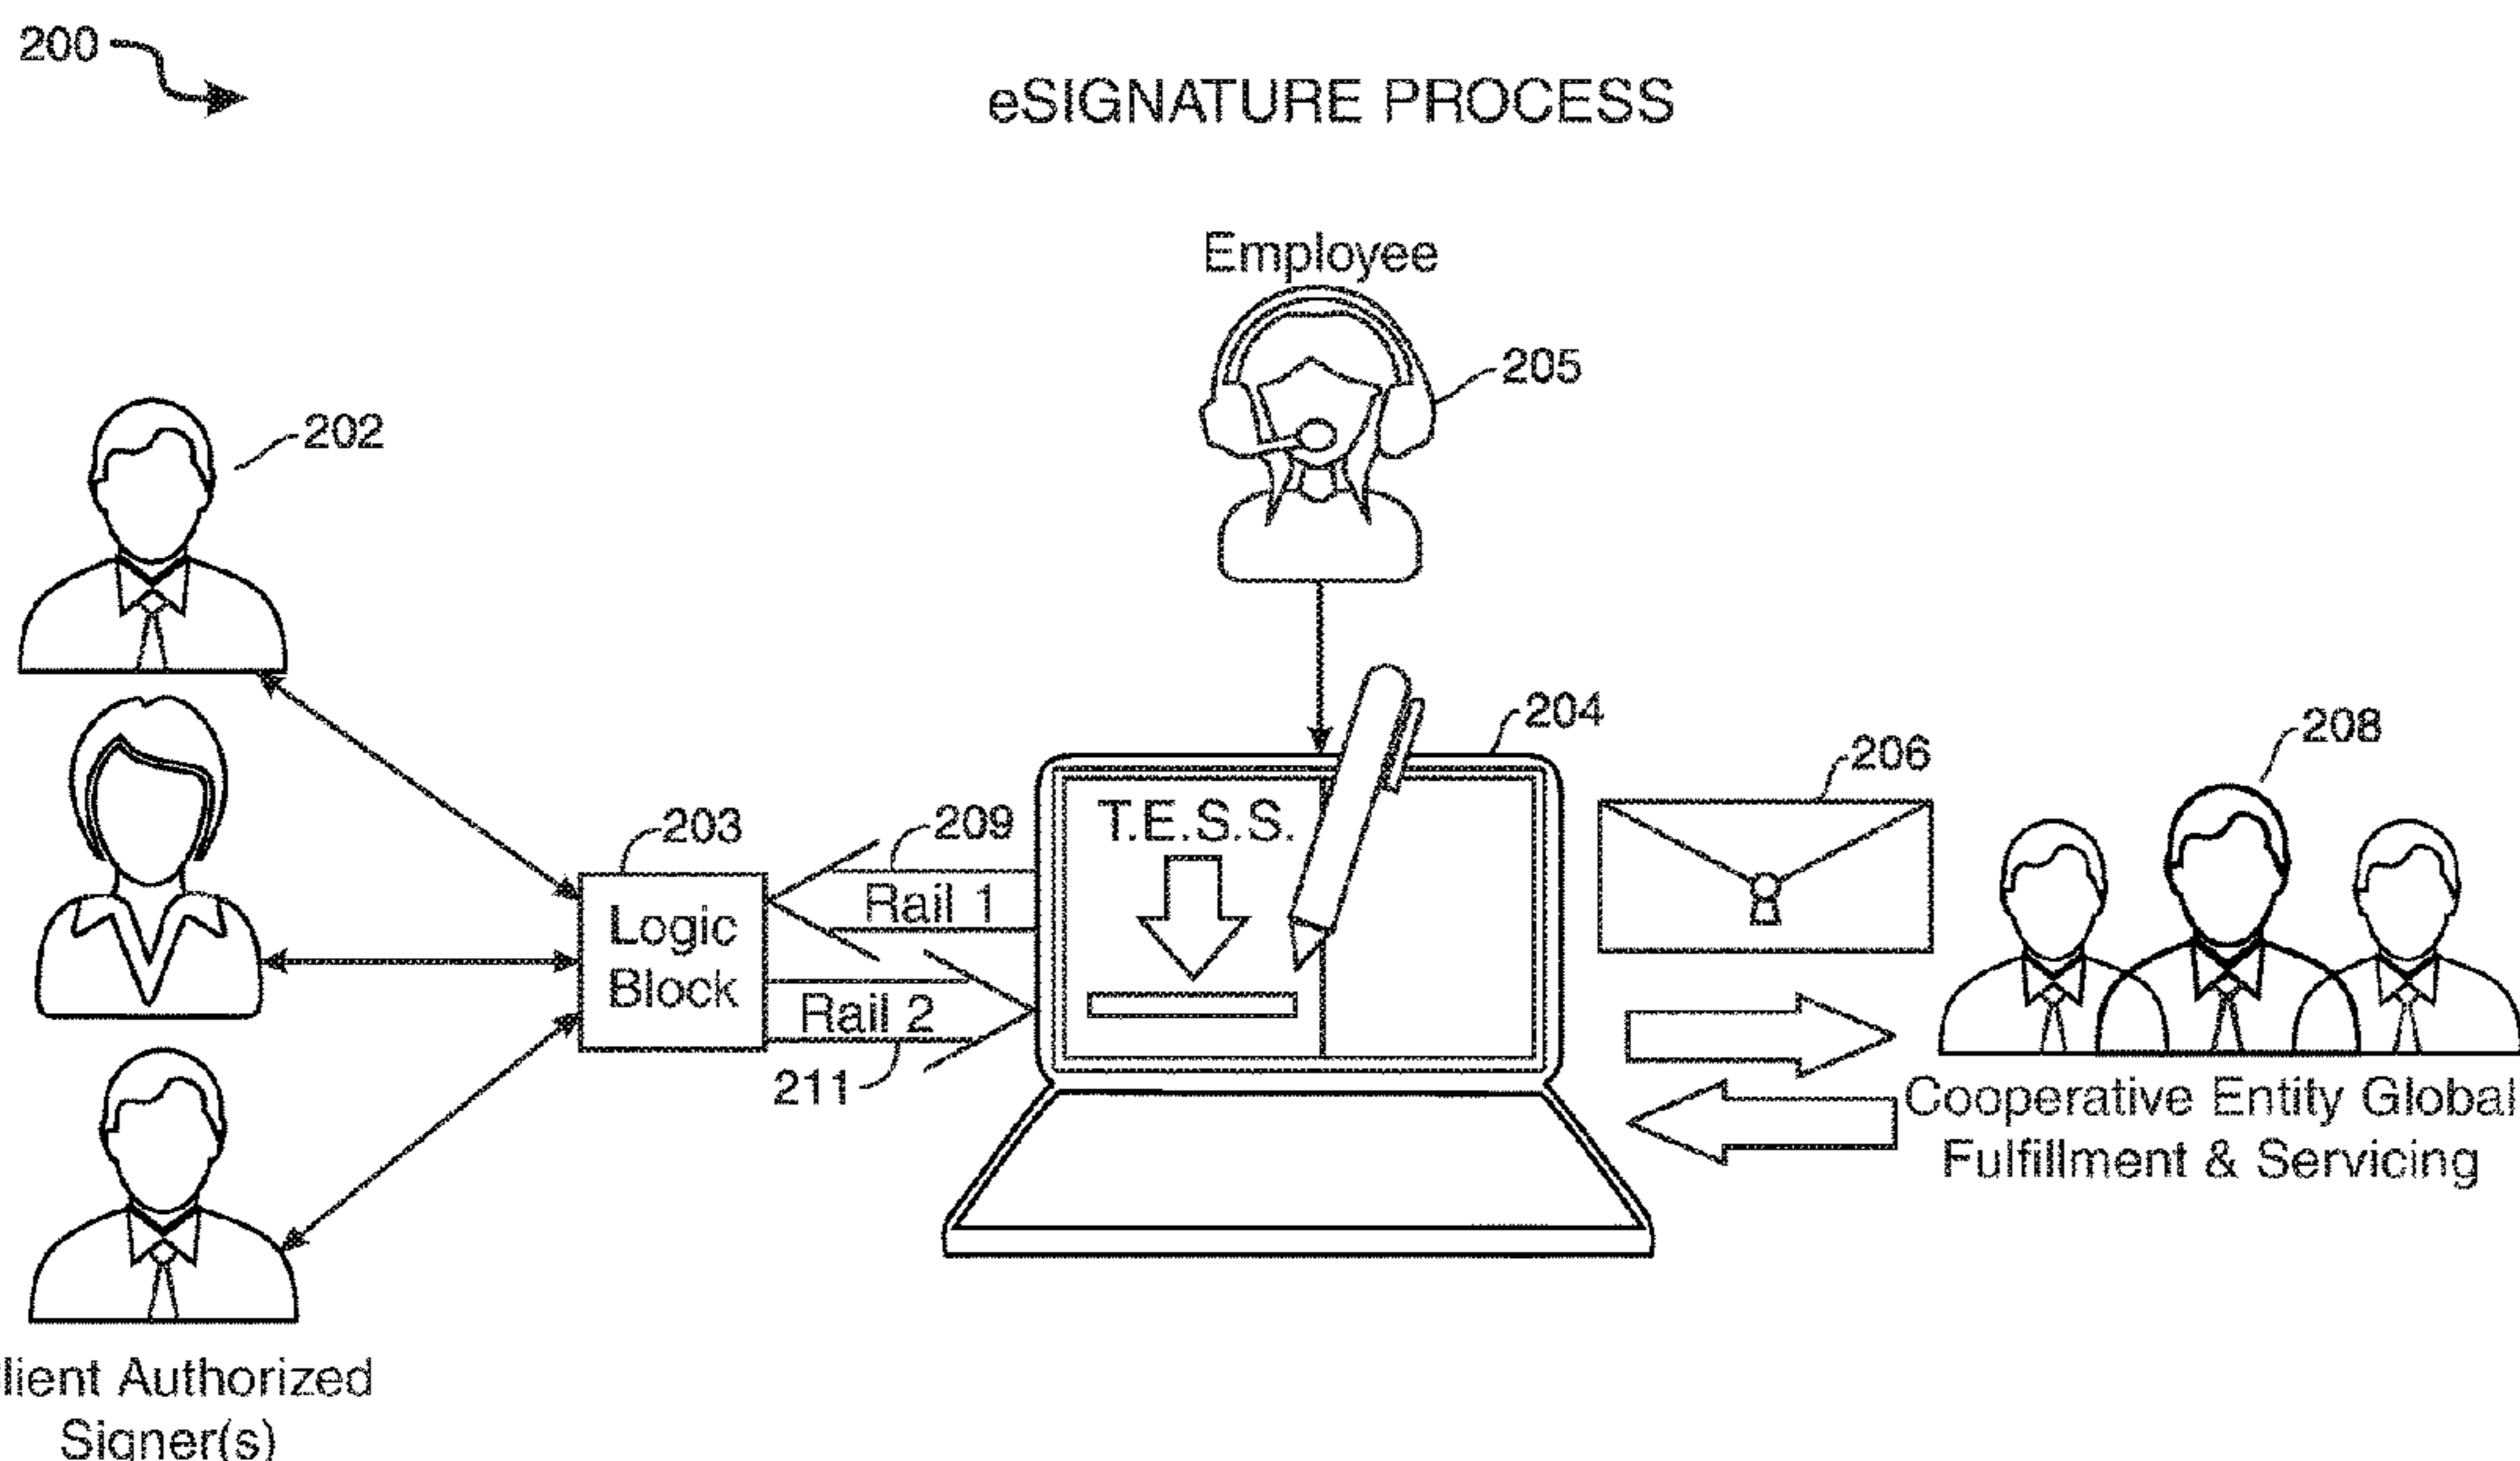 200
eSIGNATURE PROCESS
Employee
205
202
204
208
206
203
209
T.E.S.S.
Rail 1
Logic
Block
Rail 2
211
Cooperative Entity Global
Fulfillment & Servicing
lient Authorized
Signer(s)